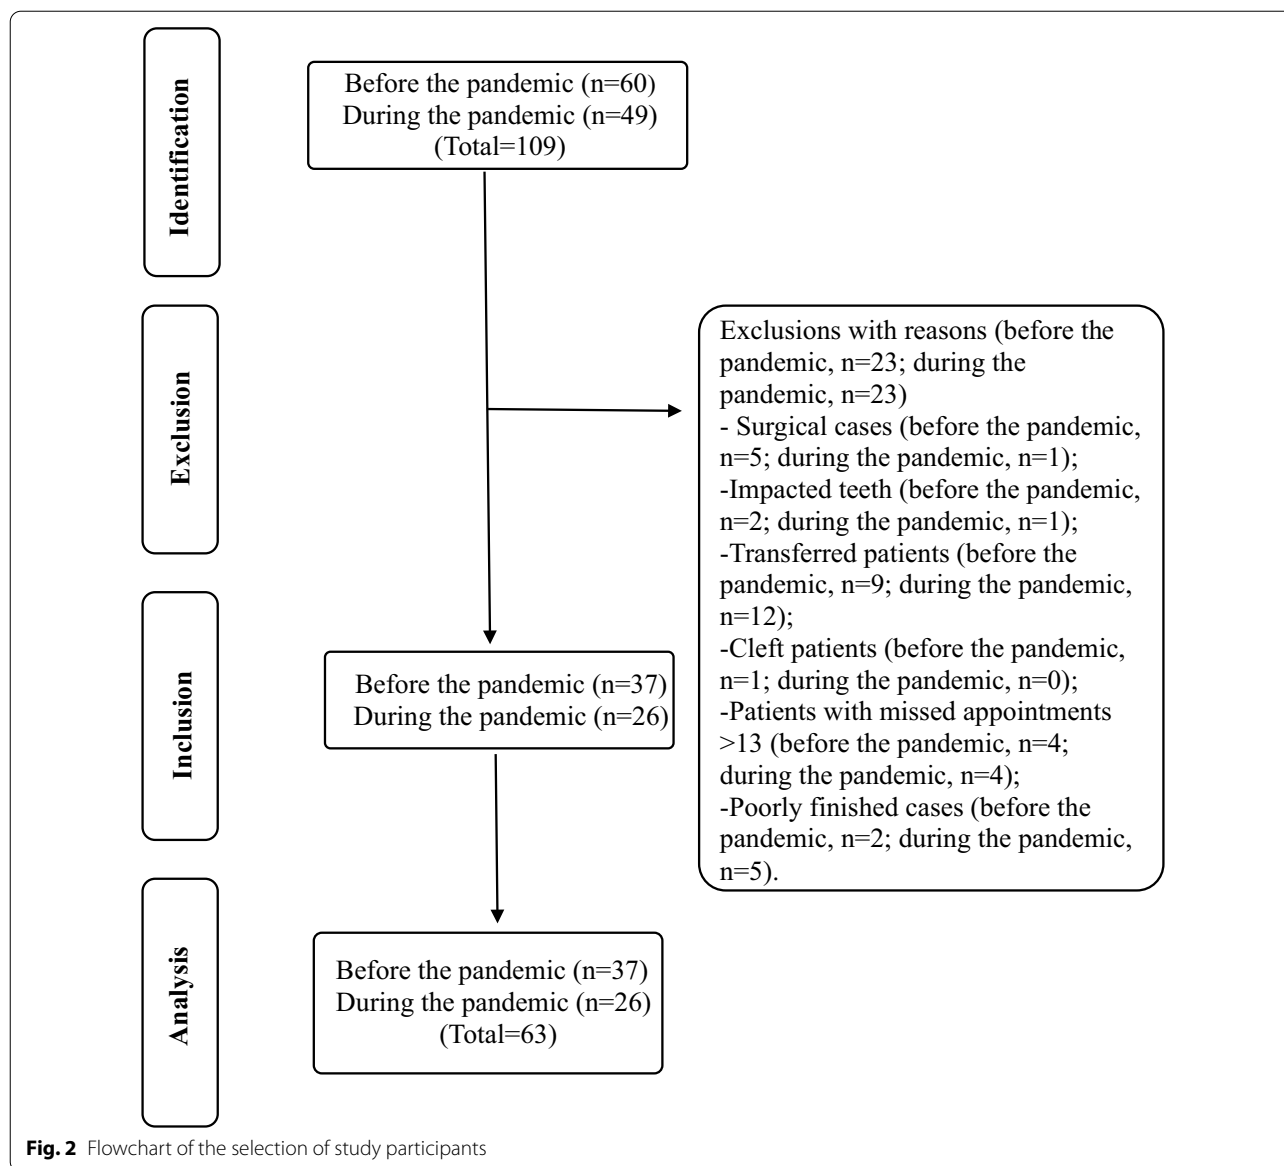 Identification
Before the pandemic (n=60)
During the pandemic (n=49)
(Total=109)
Exclusion
Exclusions with reasons (before the
pandemic, n=23; during the
pandemic, n=23)
- Surgical cases (before the pandemic,
n=5; during the pandemic, n=1);
-Impacted teeth (before the pandemic,
n=2; during the pandemic, n=1);
-Transferred patients (before the
pandemic, n=9; during the pandemic,
n=12);
-Cleft patients (before the pandemic,
n=1; during the pandemic, n=0);
-Patients with missed appointments
>13 (before the pandemic, n=4;
during the pandemic, n=4);
-Poorly finished cases (before the
pandemic, n=2; during the pandemic,
n=5).
Inclusion
Before the pandemic (n=37)
During the pandemic (n=26)
Analysis
Before the pandemic (n=37)
During the pandemic (n=26)
(Total=63)
Fig. 2 Flowchart of the selection of study participants